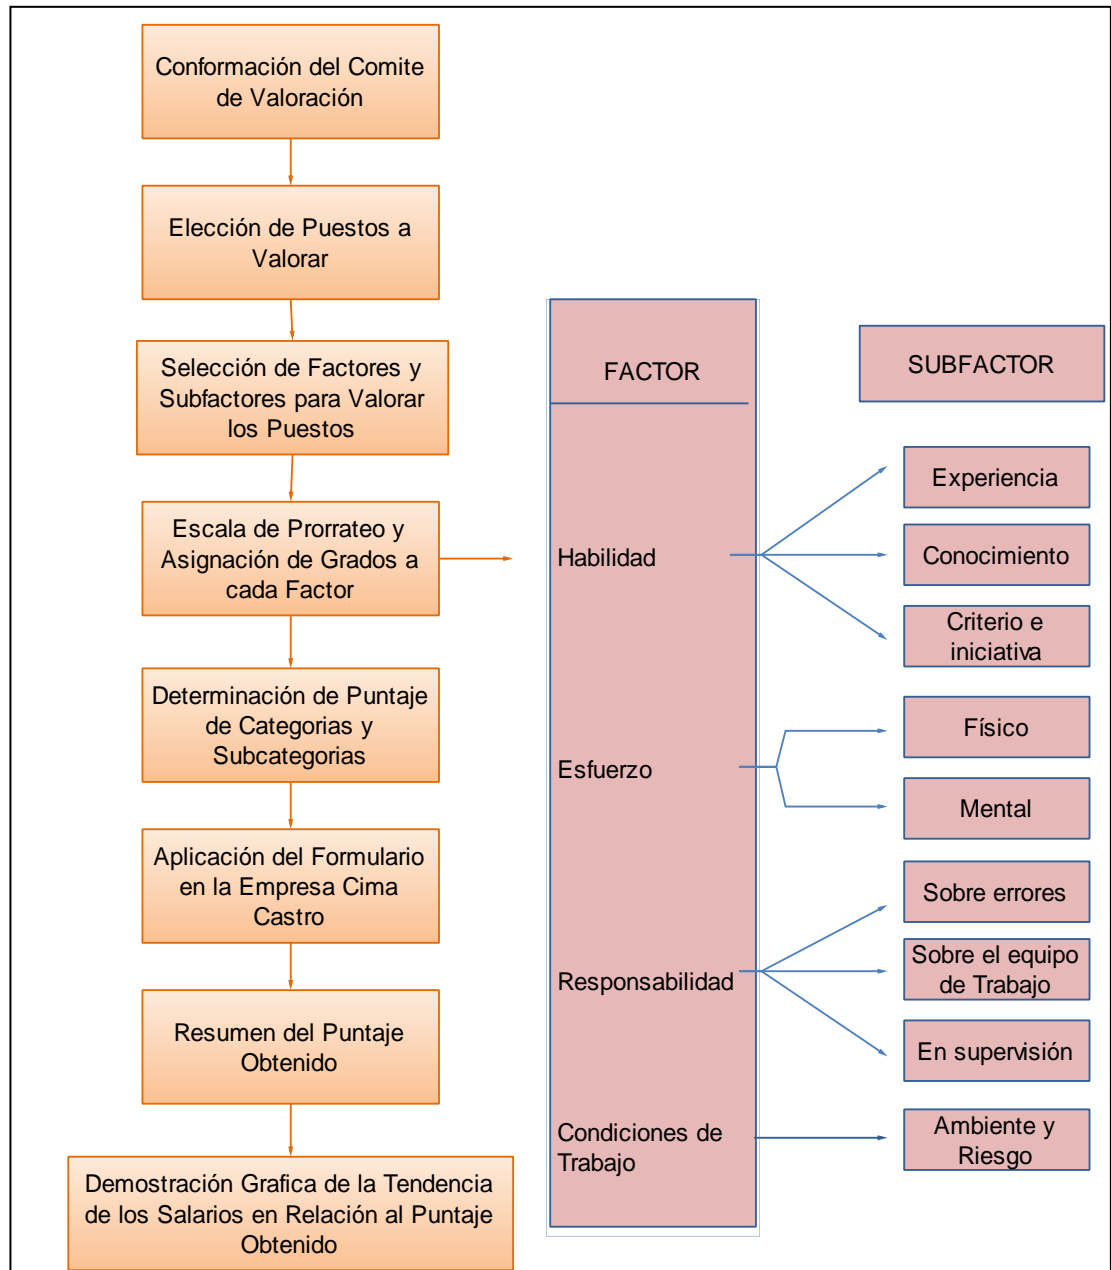 Conformación del Comite
de Valoración
Elección de Puestos a
Valorar
Selección de Factores y
Subfactores para Valorar
los Puestos
Escala de Prorrateo y
Asignación de Grados a
cada Factor
Determinación de Puntaje
de Categorias y
Subcategorias
Aplicación del Formulario
en la Empresa Cima
Castro
Resumen del Puntaje
Obtenido
Demostración Grafica de la Tendencia
de los Salarios en Relación al Puntaje
Obtenido
FACTOR
Habilidad
Esfuerzo
Responsabilidad
Condiciones de
Trabajo
SUBFACTOR
Experiencia
Conocimiento
Criterio e
iniciativa
Físico
Mental
Sobre errores
Sobre el equipo
de Trabajo
En supervisión
Ambiente y
Riesgo